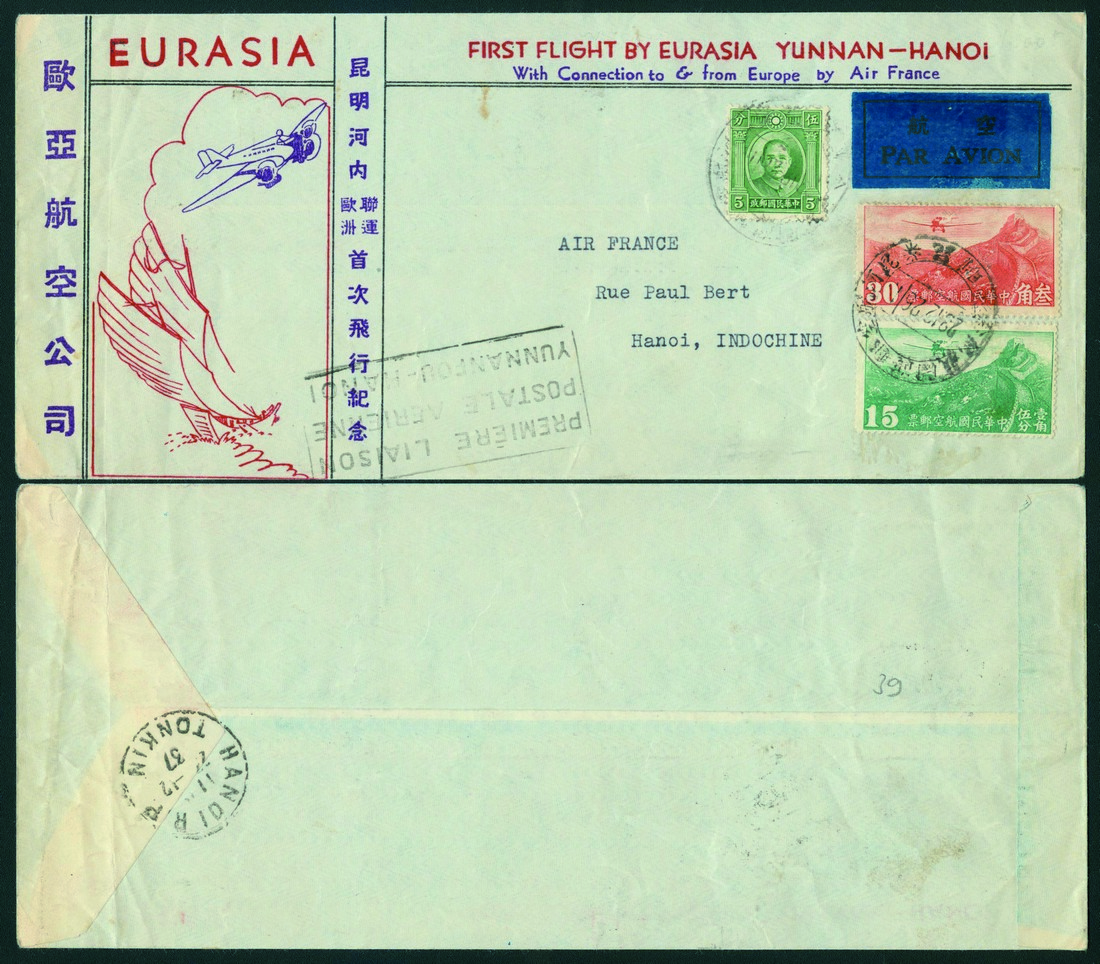 歐亞航空公司
EURASIA
昆明河内
聯運
歐洲
首次飛行紀念
FIRST FLIGHT BY EURASIA YUNNAN-HANOi
With Connection to & from Europe by Air France
航 空
PAR AVION
伍 分
5 5
中華民國郵政
AIR FRANCE
Rue Paul Bert
Hanoi, INDOCHINE
30
中華民國航空郵票
叁角
15
中華民國航空郵票
壹角
伍分
PREMIÉRE LIAISON
POSTALE AÉRIENNE
YUNNANFOU-HANOI
39
HANOI R.P.
-12
37
TONKIN